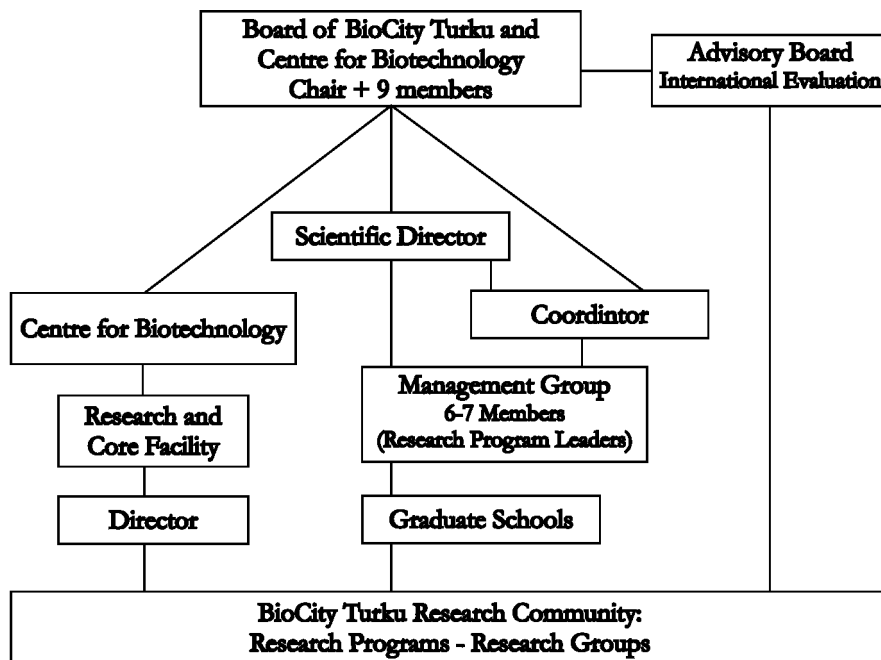 Board of BioCity Turku and
Centre for Biotechnology
Chair + 9 members
Advisory Board
International Evaluation
Scientific Director
Centre for Biotechnology
Coordintor
Research and
Core Facility
Management Group
6-7 Members
(Research Program Leaders)
Director
Graduate Schools
BioCity Turku Research Community:
Research Programs - Research Groups